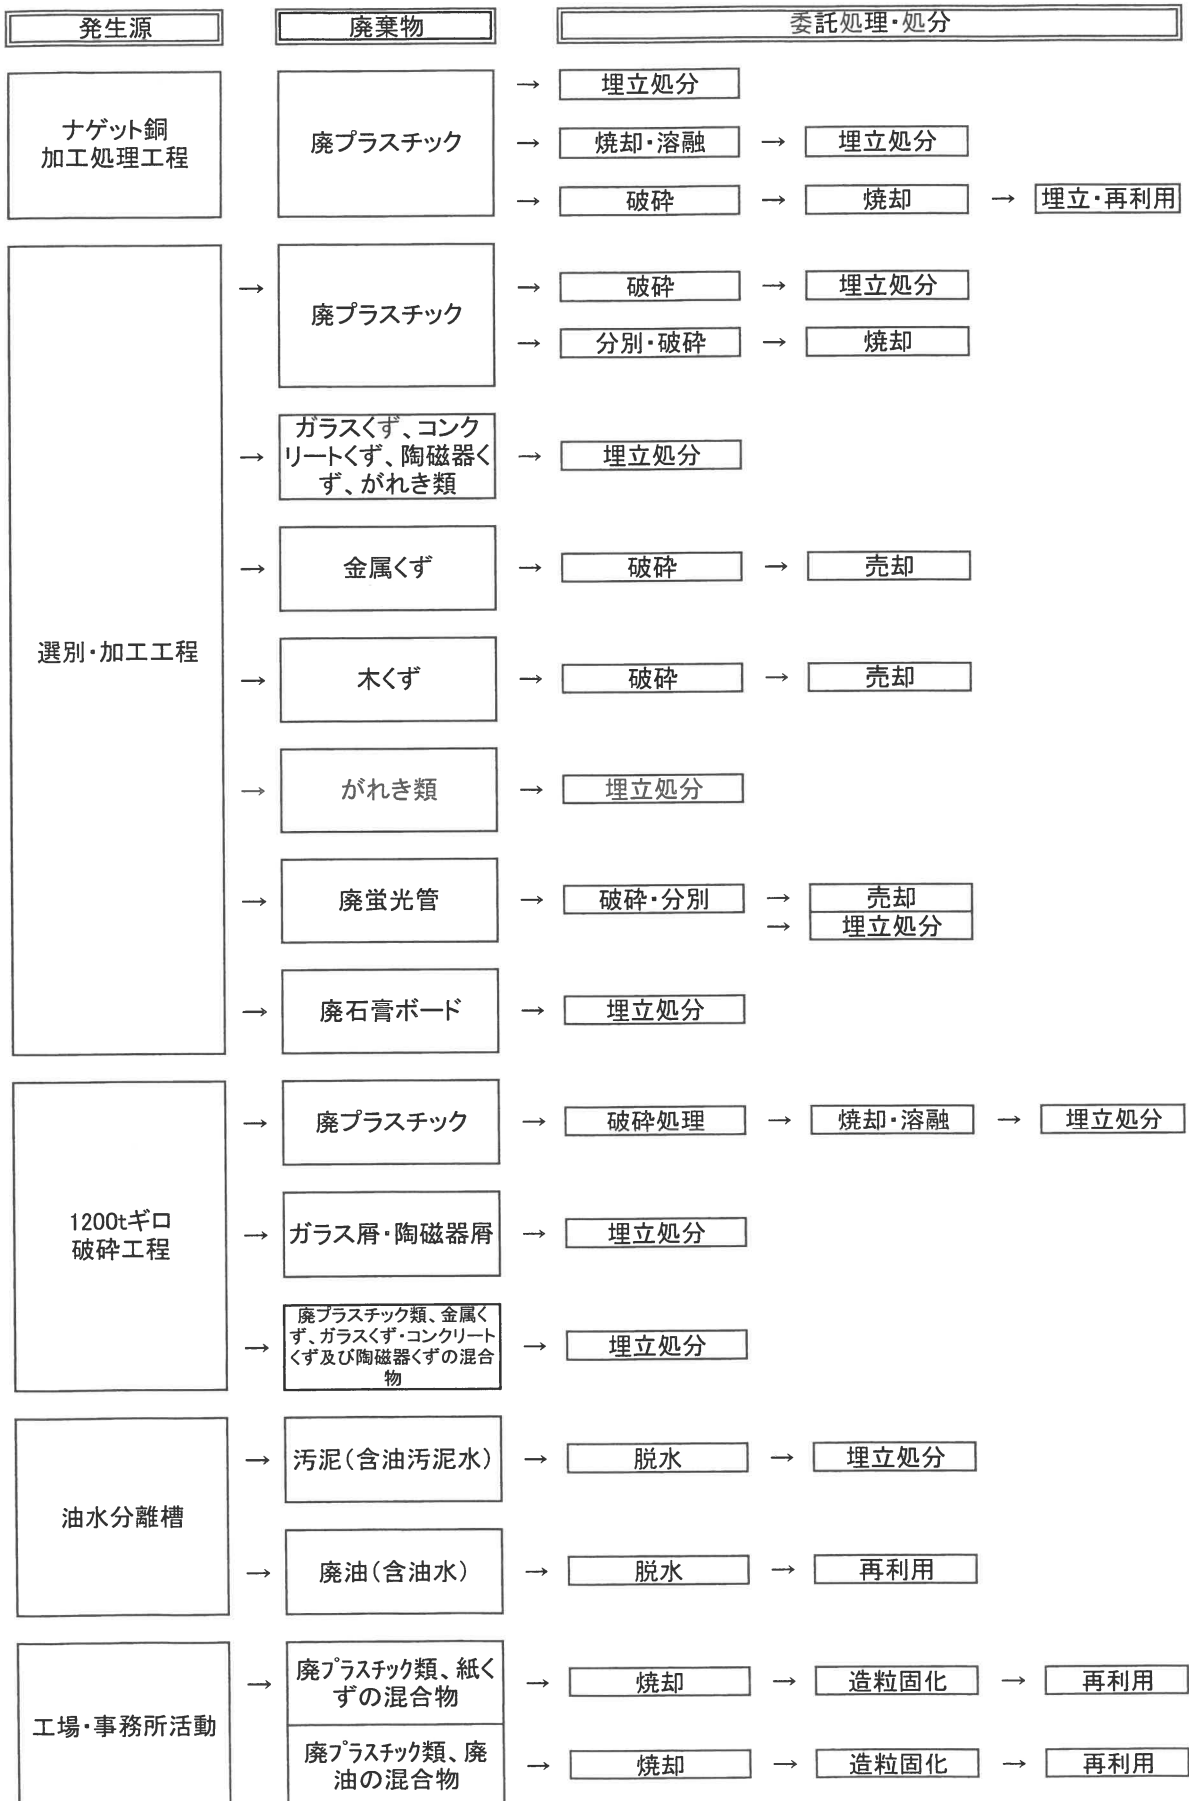 発生源
廃棄物
委託処理・処分
ナゲット銅
加工処理工程
廃プラスチック
→ 埋立処分
→ 焼却・溶融 → 埋立処分
→ 破砕 → 焼却 → 埋立・再利用
選別・加工工程
→ 廃プラスチック
→ 破砕 → 埋立処分
→ 分別・破砕 → 焼却
→ ガラスくず、コンク
リートくず、陶磁器く
ず、がれき類
→ 埋立処分
→ 金属くず → 破砕 → 売却
→ 木くず → 破砕 → 売却
→ がれき類 → 埋立処分
→ 廃蛍光管 → 破砕・分別 → 売却
→ 埋立処分
→ 廃石膏ボード → 埋立処分
1200tギロ
破砕工程
→ 廃プラスチック → 破砕処理 → 焼却・溶融 → 埋立処分
→ ガラス屑・陶磁器屑 → 埋立処分
→ 廃プラスチック類、金属く
ず、ガラスくず・コンクリート
くず及び陶磁器くずの混合
物
→ 埋立処分
油水分離槽
→ 汚泥(含油汚泥水) → 脱水 → 埋立処分
→ 廃油(含油水) → 脱水 → 再利用
工場・事務所活動
→ 廃プラスチック類、紙く
ずの混合物
→ 焼却 → 造粒固化 → 再利用
廃プラスチック類、廃
油の混合物
→ 焼却 → 造粒固化 → 再利用